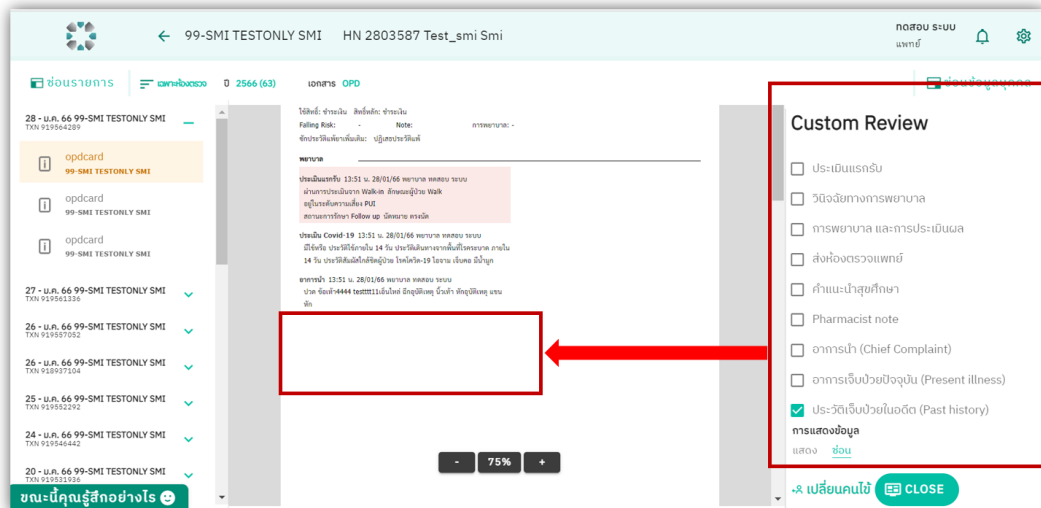 99-SMI TESTONLY SMI HN 2803587 Test_smi Smi
ทดสอบ ระบบ
แพทย์
ซ่อนรายการ
เฉพาะห้องตรวจ
ปี 2566 (63)
เอกสาร OPD
ซ่อนข้อมูลบุคคล
28 - ม.ค. 66 99-SMI TESTONLY SMI
TXN 919564289
opdcard
99-SMI TESTONLY SMI
opdcard
99-SMI TESTONLY SMI
opdcard
99-SMI TESTONLY SMI
27 - ม.ค. 66 99-SMI TESTONLY SMI
TXN 919561336
26 - ม.ค. 66 99-SMI TESTONLY SMI
TXN 919557052
26 - ม.ค. 66 99-SMI TESTONLY SMI
TXN 918937104
25 - ม.ค. 66 99-SMI TESTONLY SMI
TXN 919552292
24 - ม.ค. 66 99-SMI TESTONLY SMI
TXN 919546442
20 - ม.ค. 66 99-SMI TESTONLY SMI
TXN 919531936
ขณะนี้คุณรู้สึกอย่างไร
ใช้สิทธิ์: ชำระเงิน สิทธิหลัก: ชำระเงิน
Falling Risk: - Note: การพยาบาล: -
ซักประวัติแพ้ยาเพิ่มเติม: ปฏิเสธประวัติแพ้
พยาบาล
ประเมินแรกรับ 13:51 น. 28/01/66 พยาบาล ทดสอบ ระบบ
ผ่านการประเมินจาก Walk-in ลักษณะผู้ป่วย Walk
อยู่ในระดับความเสี่ยง PUI
สถานะการรักษา Follow up นัดหมาย ตรงนัด
ประเมิน Covid-19 13:51 น. 28/01/66 พยาบาล ทดสอบ ระบบ
มีไข้หรือ ประวัติไข้ภายใน 14 วัน ประวัติเดินทางจากพื้นที่โรคระบาด ภายใน
14 วัน ประวัติสัมผัสใกล้ชิดผู้ป่วย โรคโควิด-19 ไอจาม เจ็บคอ มีน้ำมูก
อาการนำ 13:51 น. 28/01/66 พยาบาล ทดสอบ ระบบ
ปวด ข้อเท้า4444 testttt11เอ็นไหล่ ฉีกอุบัติเหตุ นิ้วเท้า หักอุบัติเหตุ แขน
หัก
- 75% +
Custom Review
ประเมินแรกรับ
วินิจฉัยทางการพยาบาล
การพยาบาล และการประเมินผล
ส่งห้องตรวจแพทย์
คำแนะนำสุขศึกษา
Pharmacist note
อาการนำ (Chief Complaint)
อาการเจ็บป่วยปัจจุบัน (Present illness)
ประวัติเจ็บป่วยในอดีต (Past history)
การแสดงข้อมูล
แสดง ซ่อน
เปลี่ยนคนไข้
CLOSE